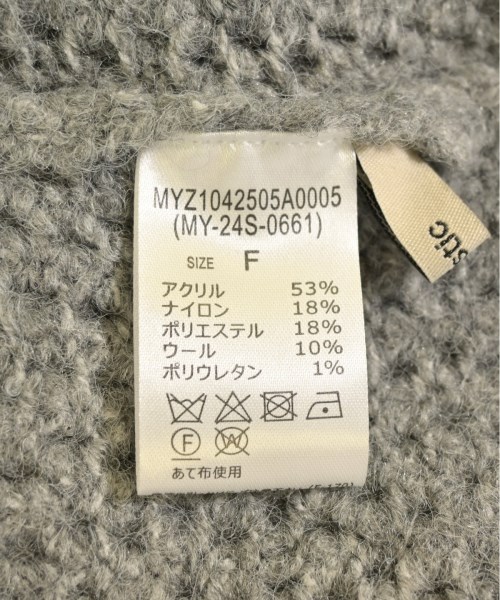 MYZ1042505A0005
(MY-24S-0661)
SIZE F
アクリル 53%
ナイロン 18%
ポリエステル 18%
ウール 10%
ポリウレタン 1%
F W
あて布使用
stic